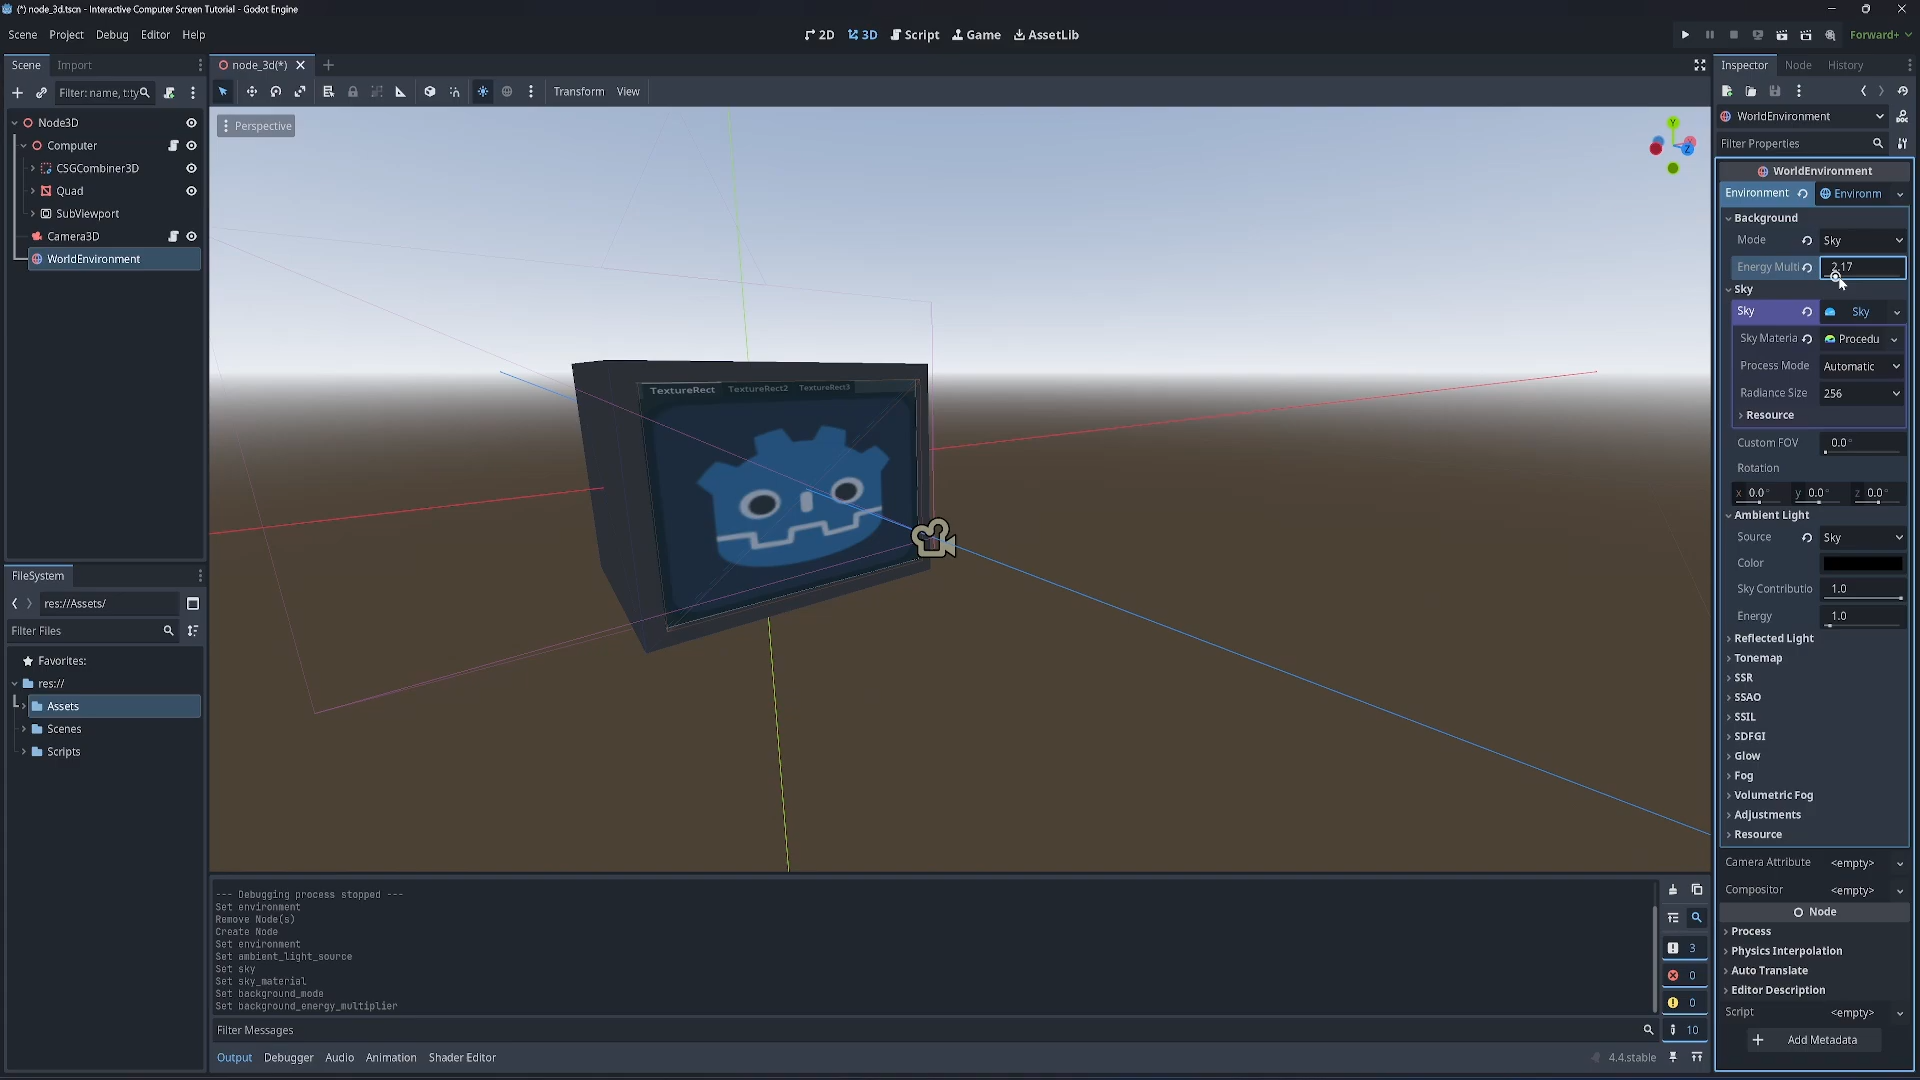 (*) node_3d.tscn - Interactive Computer Screen Tutorial - Godot Engine
Scene Project Debug Editor Help
2D 3D Script Game AssetLib
Forward+
Scene Import
Filter: name, t:ty
Node3D
Computer
CSGCombiner3D
Quad
SubViewport
Camera3D
WorldEnvironment
FileSystem
res://Assets/
Filter Files
Favorites:
res://
Assets
Scenes
Scripts
node_3d(*)
Transform View
Perspective
Y
Z
TextureRect TextureRect2 TextureRect3
--- Debugging process stopped ---
Set environment
Remove Node(s)
Create Node
Set environment
Set ambient_light_source
Set sky
Set sky_material
Set background_mode
Set background_energy_multiplier
Filter Messages
3
0
0
10
Output Debugger Audio Animation Shader Editor
4.4.stable
Inspector Node History
WorldEnvironment
Filter Properties
WorldEnvironment
Environment Environm
Background
Mode Sky
Energy Multi 2.17
Sky
Sky Sky
Sky Materia Procedu
Process Mode Automatic
Radiance Size 256
Resource
Custom FOV 0.0°
Rotation
x 0.0° y 0.0° z 0.0°
Ambient Light
Source Sky
Color
Sky Contributio 1.0
Energy 1.0
Reflected Light
Tonemap
SSR
SSAO
SSIL
SDFGI
Glow
Fog
Volumetric Fog
Adjustments
Resource
Camera Attribute <empty>
Compositor <empty>
Node
Process
Physics Interpolation
Auto Translate
Editor Description
Script <empty>
Add Metadata